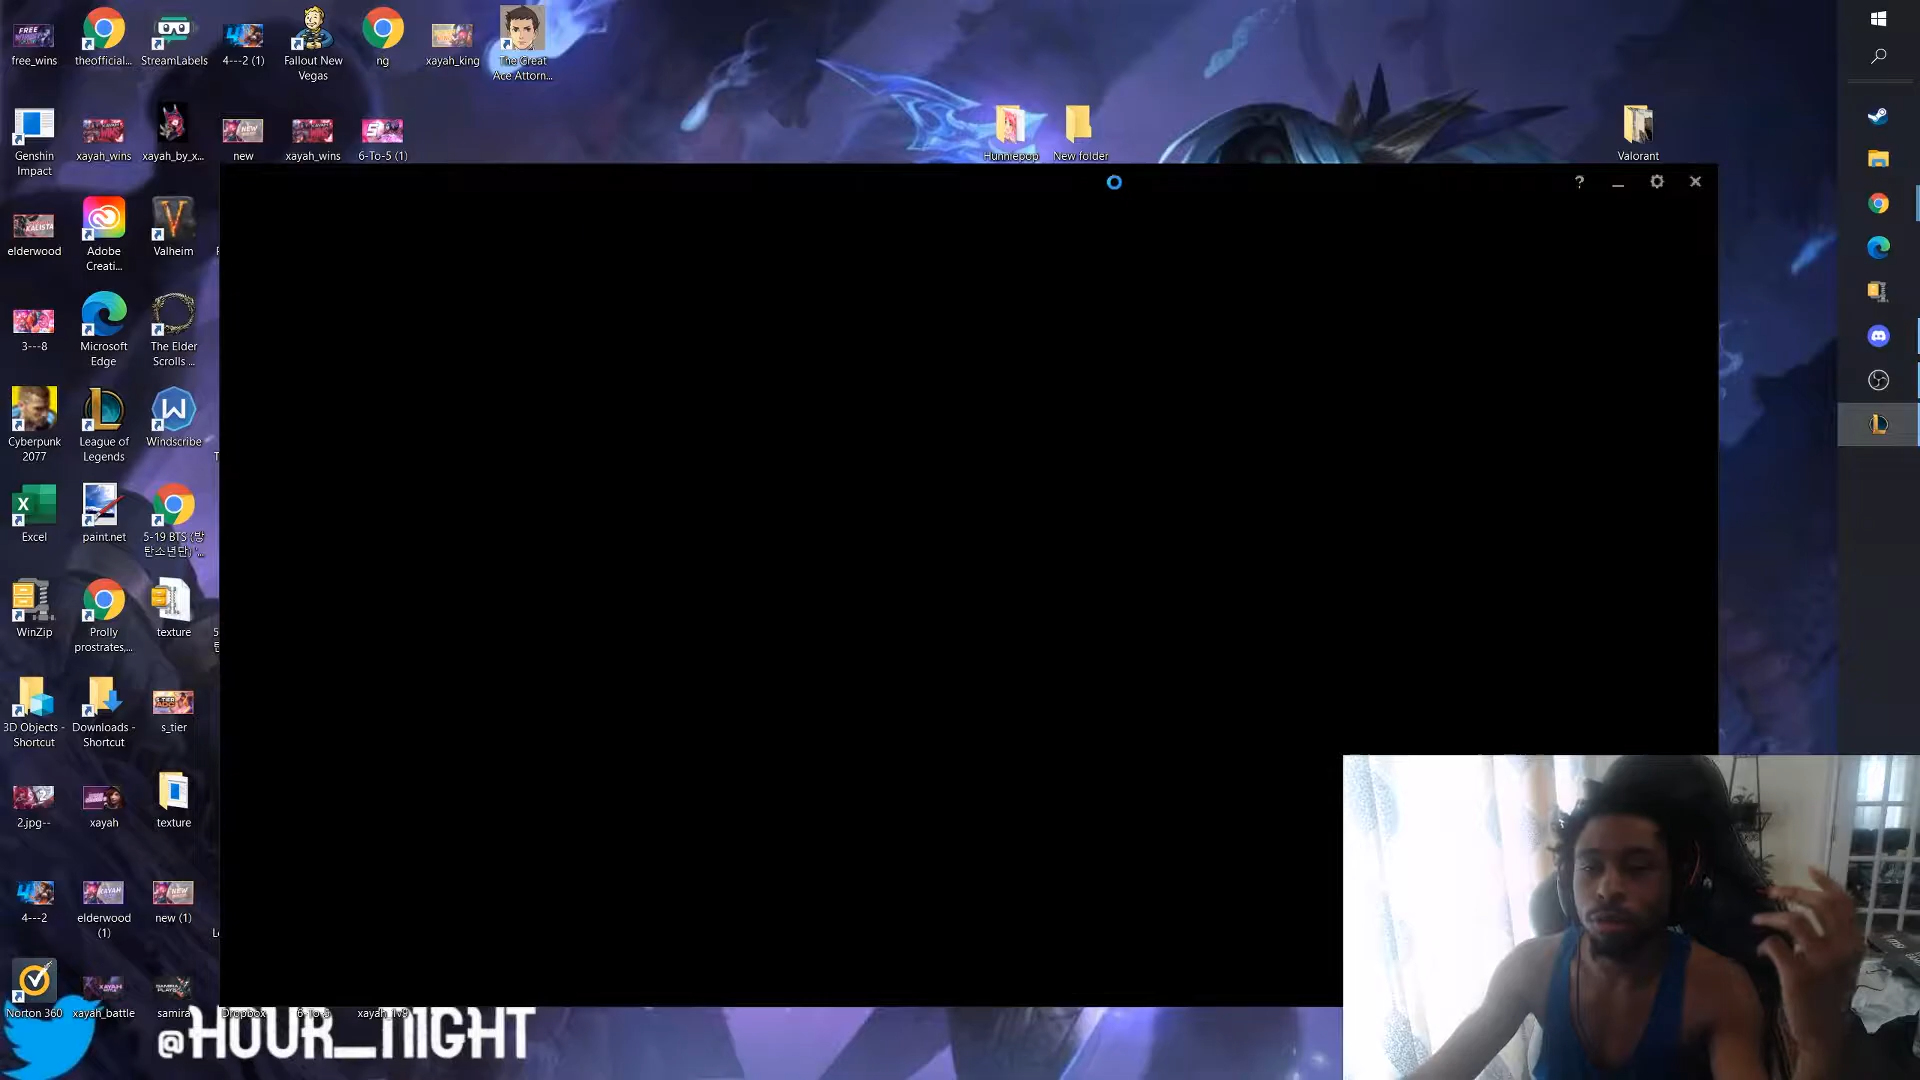 free_wins
theofficial...
StreamLabels
4---2 (1)
Fallout New
Vegas
ng
xayah_king
The Great
Ace Attorn...
Genshin
Impact
xayah_wins
xayah_by_x...
new
xayah_wins
6-To-5 (1)
Hunniepop
New folder
Valorant
elderwood
Adobe
Creati...
Valheim
3---8
Microsoft
Edge
The Elder
Scrolls ...
Cyberpunk
2077
League of
Legends
Windscribe
Excel
paint.net
5-19 BTS (방
탄소년단) '...
WinZip
Prolly
prostrates,...
texture
3D Objects -
Shortcut
Downloads -
Shortcut
s_tier
2.jpg--
xayah
texture
4---2
elderwood
(1)
new (1)
Norton 360
xayah_battle
samira
Dropbox
6-To-5
xayah_1v9
@HOUR_NIGHT